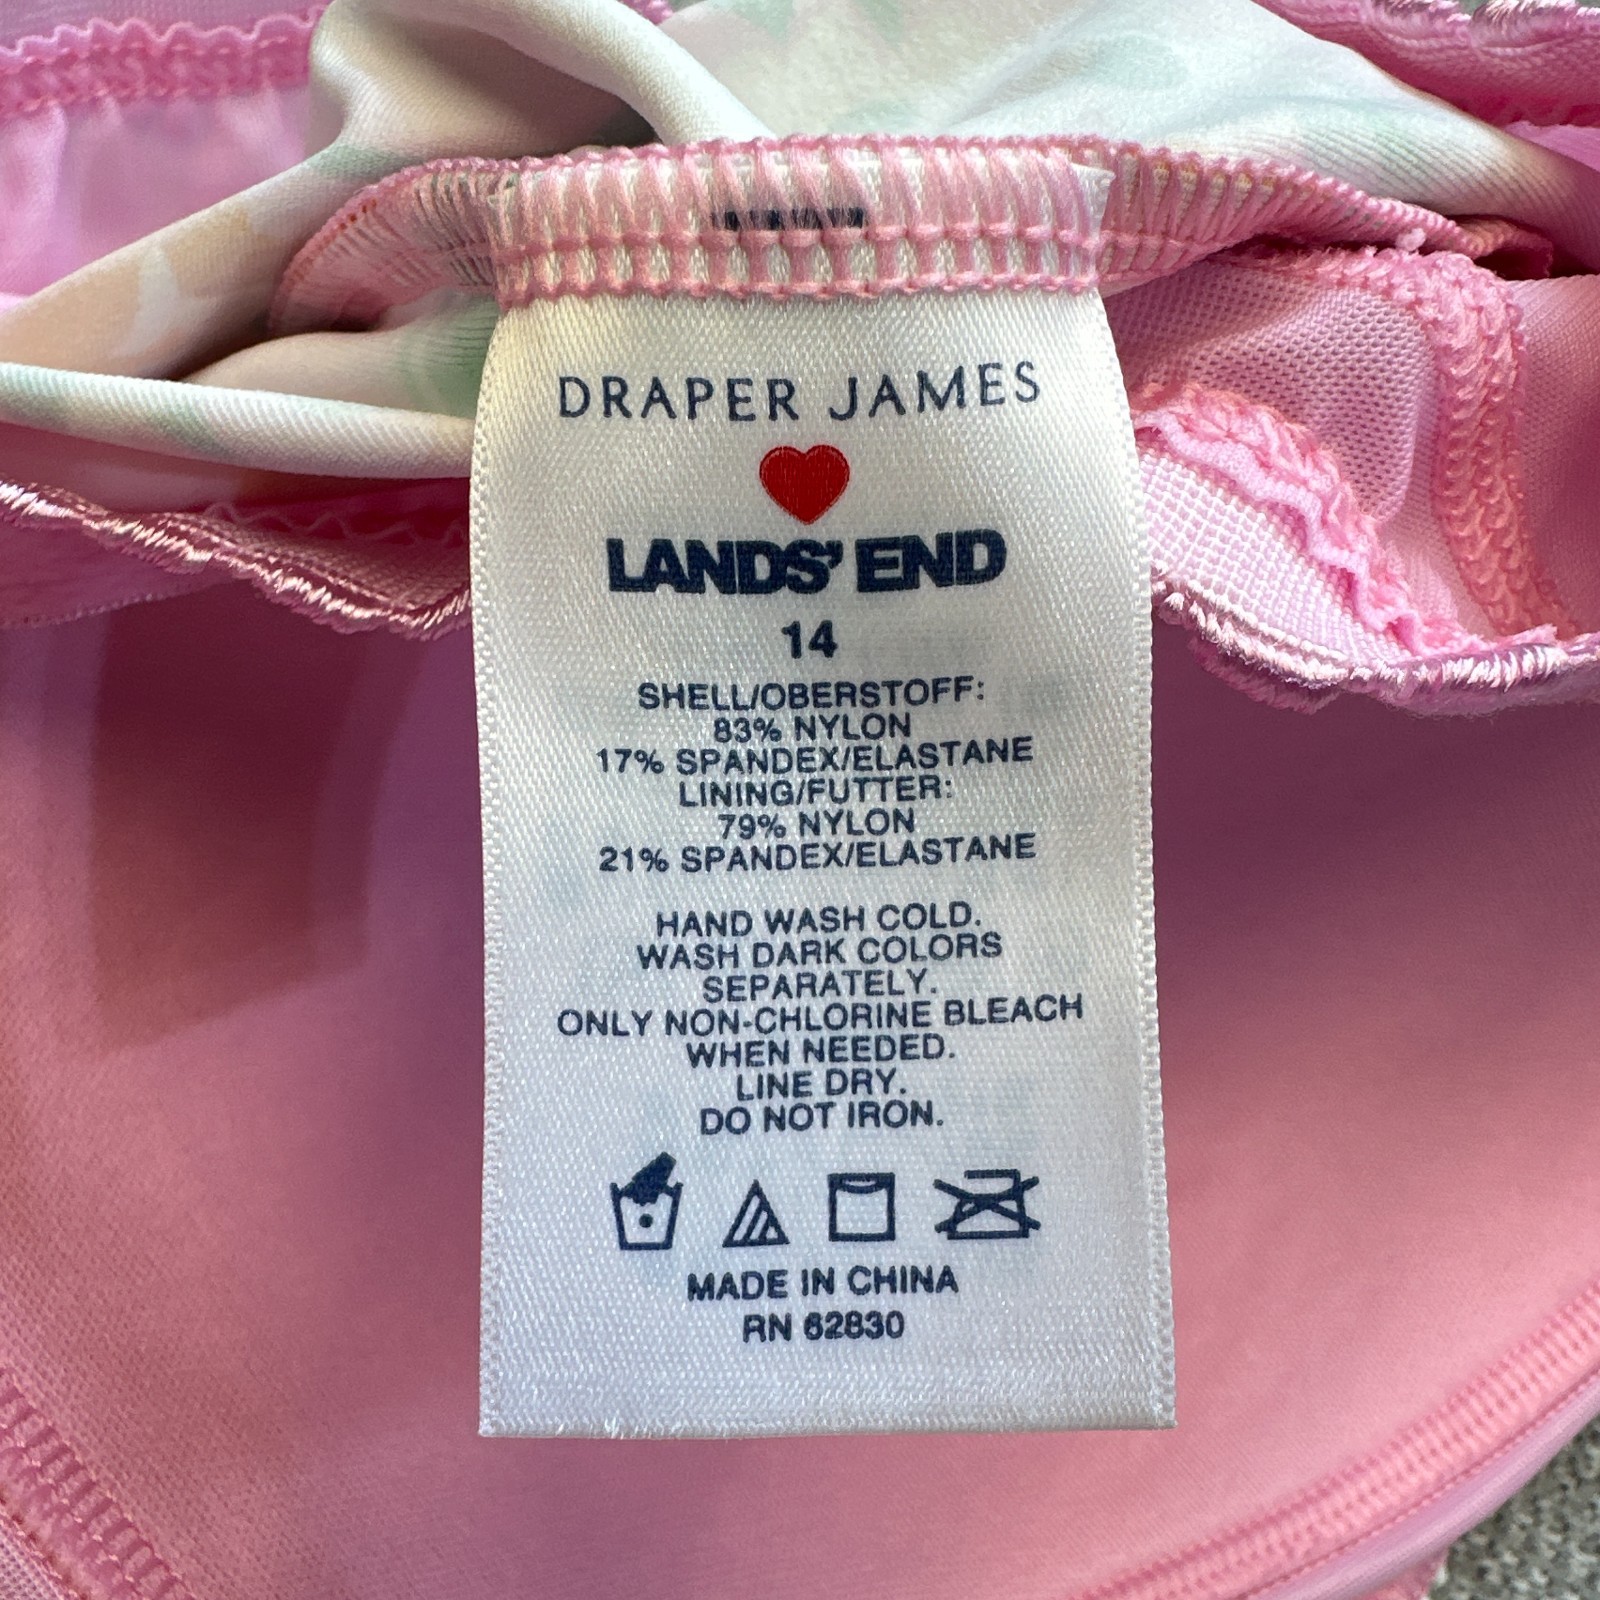 DRAPER JAMES
LANDS' END
14
SHELL/OBERSTOFF:
83% NYLON
17% SPANDEX/ELASTANE
LINING/FUTTER:
79% NYLON
21% SPANDEX/ELASTANE
HAND WASH COLD.
WASH DARK COLORS
SEPARATELY.
ONLY NON-CHLORINE BLEACH
WHEN NEEDED.
LINE DRY.
DO NOT IRON.
MADE IN CHINA
RN 62830